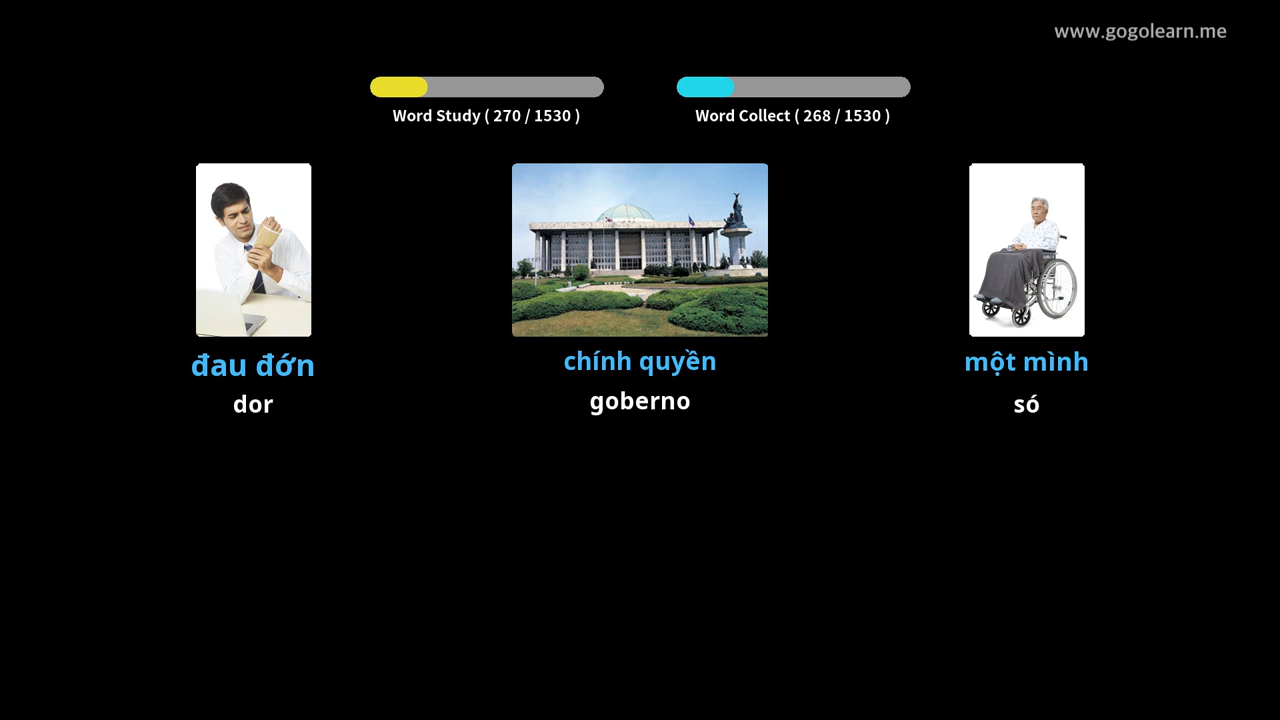 www.gogolearn.me
Word Study ( 270 / 1530 )
Word Collect ( 268 / 1530 )
đau đớn
dor
chính quyền
goberno
một mình
só